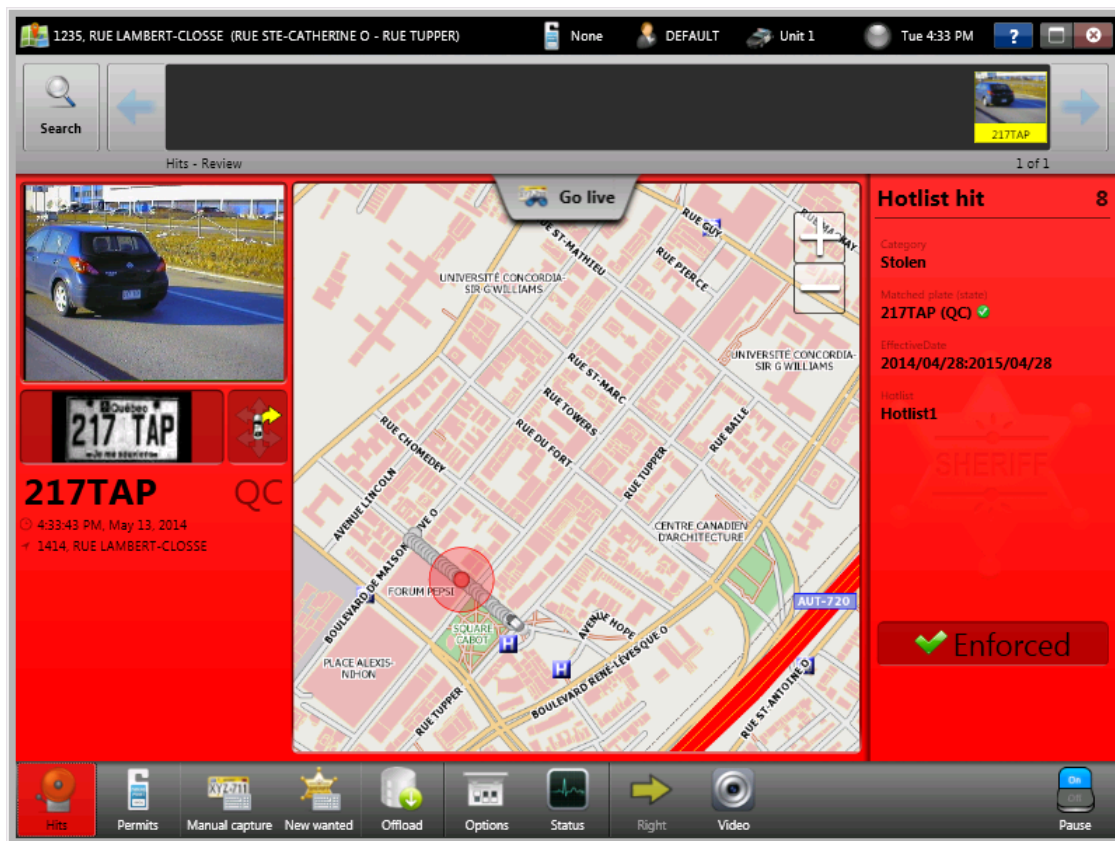 1235, RUE LAMBERT-CLOSSE (RUE STE-CATHERINE O - RUE TUPPER)
None
DEFAULT
Unit 1
Tue 4:33 PM
?
Search
217TAP
Hits - Review
1 of 1
Go live
Québec
217 TAP
Je me souviens
217TAP
QC
4:33:43 PM, May 13, 2014
1414, RUE LAMBERT-CLOSSE
RUE GUY
RUE MACKAY
RUE ST-MATHIEU
RUE PIERCE
UNIVERSITÉ CONCORDIA-
SIR G WILLIAMS
UNIVERSITÉ CONCORDIA-
SIR G WILLIAMS
RUE ST-MARC
RUE TOWERS
RUE BAILE
RUE DU FORT
RUE CHOMEDEY
RUE TUPPER
AVENUE LINCOLN
CENTRE CANADIEN
D'ARCHITECTURE
BOULEVARD DE MAISON
VE O
FORUM PEPSI
AUT-720
SQUARE
CABOT
AVENUE HOPE
H
H
PLACE ALEXIS-
NIHON
BOULEVARD RENÉ-LÉVESQUE O
RUE TUPPER
RUE ST-ANTOINE O
Hotlist hit
8
Category
Stolen
Matched plate (state)
217TAP (QC)
EffectiveDate
2014/04/28:2015/04/28
Hotlist
Hotlist1
SHERIFF
Enforced
Hits
Permits
XYZ-711
Manual capture
New wanted
Offload
Options
Status
Right
Video
On
Off
Pause